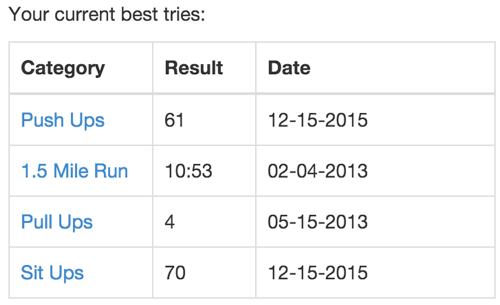 Your current best tries:
Category Result Date
Push Ups 61 12-15-2015
1.5 Mile Run 10:53 02-04-2013
Pull Ups 4 05-15-2013
Sit Ups 70 12-15-2015